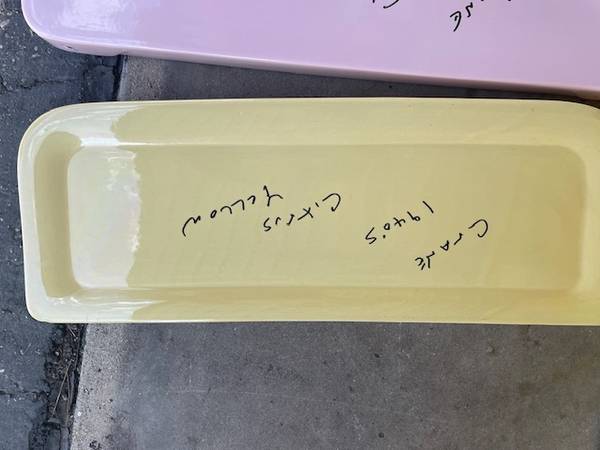 CrANE
1940's
CiTrus
YELLOW